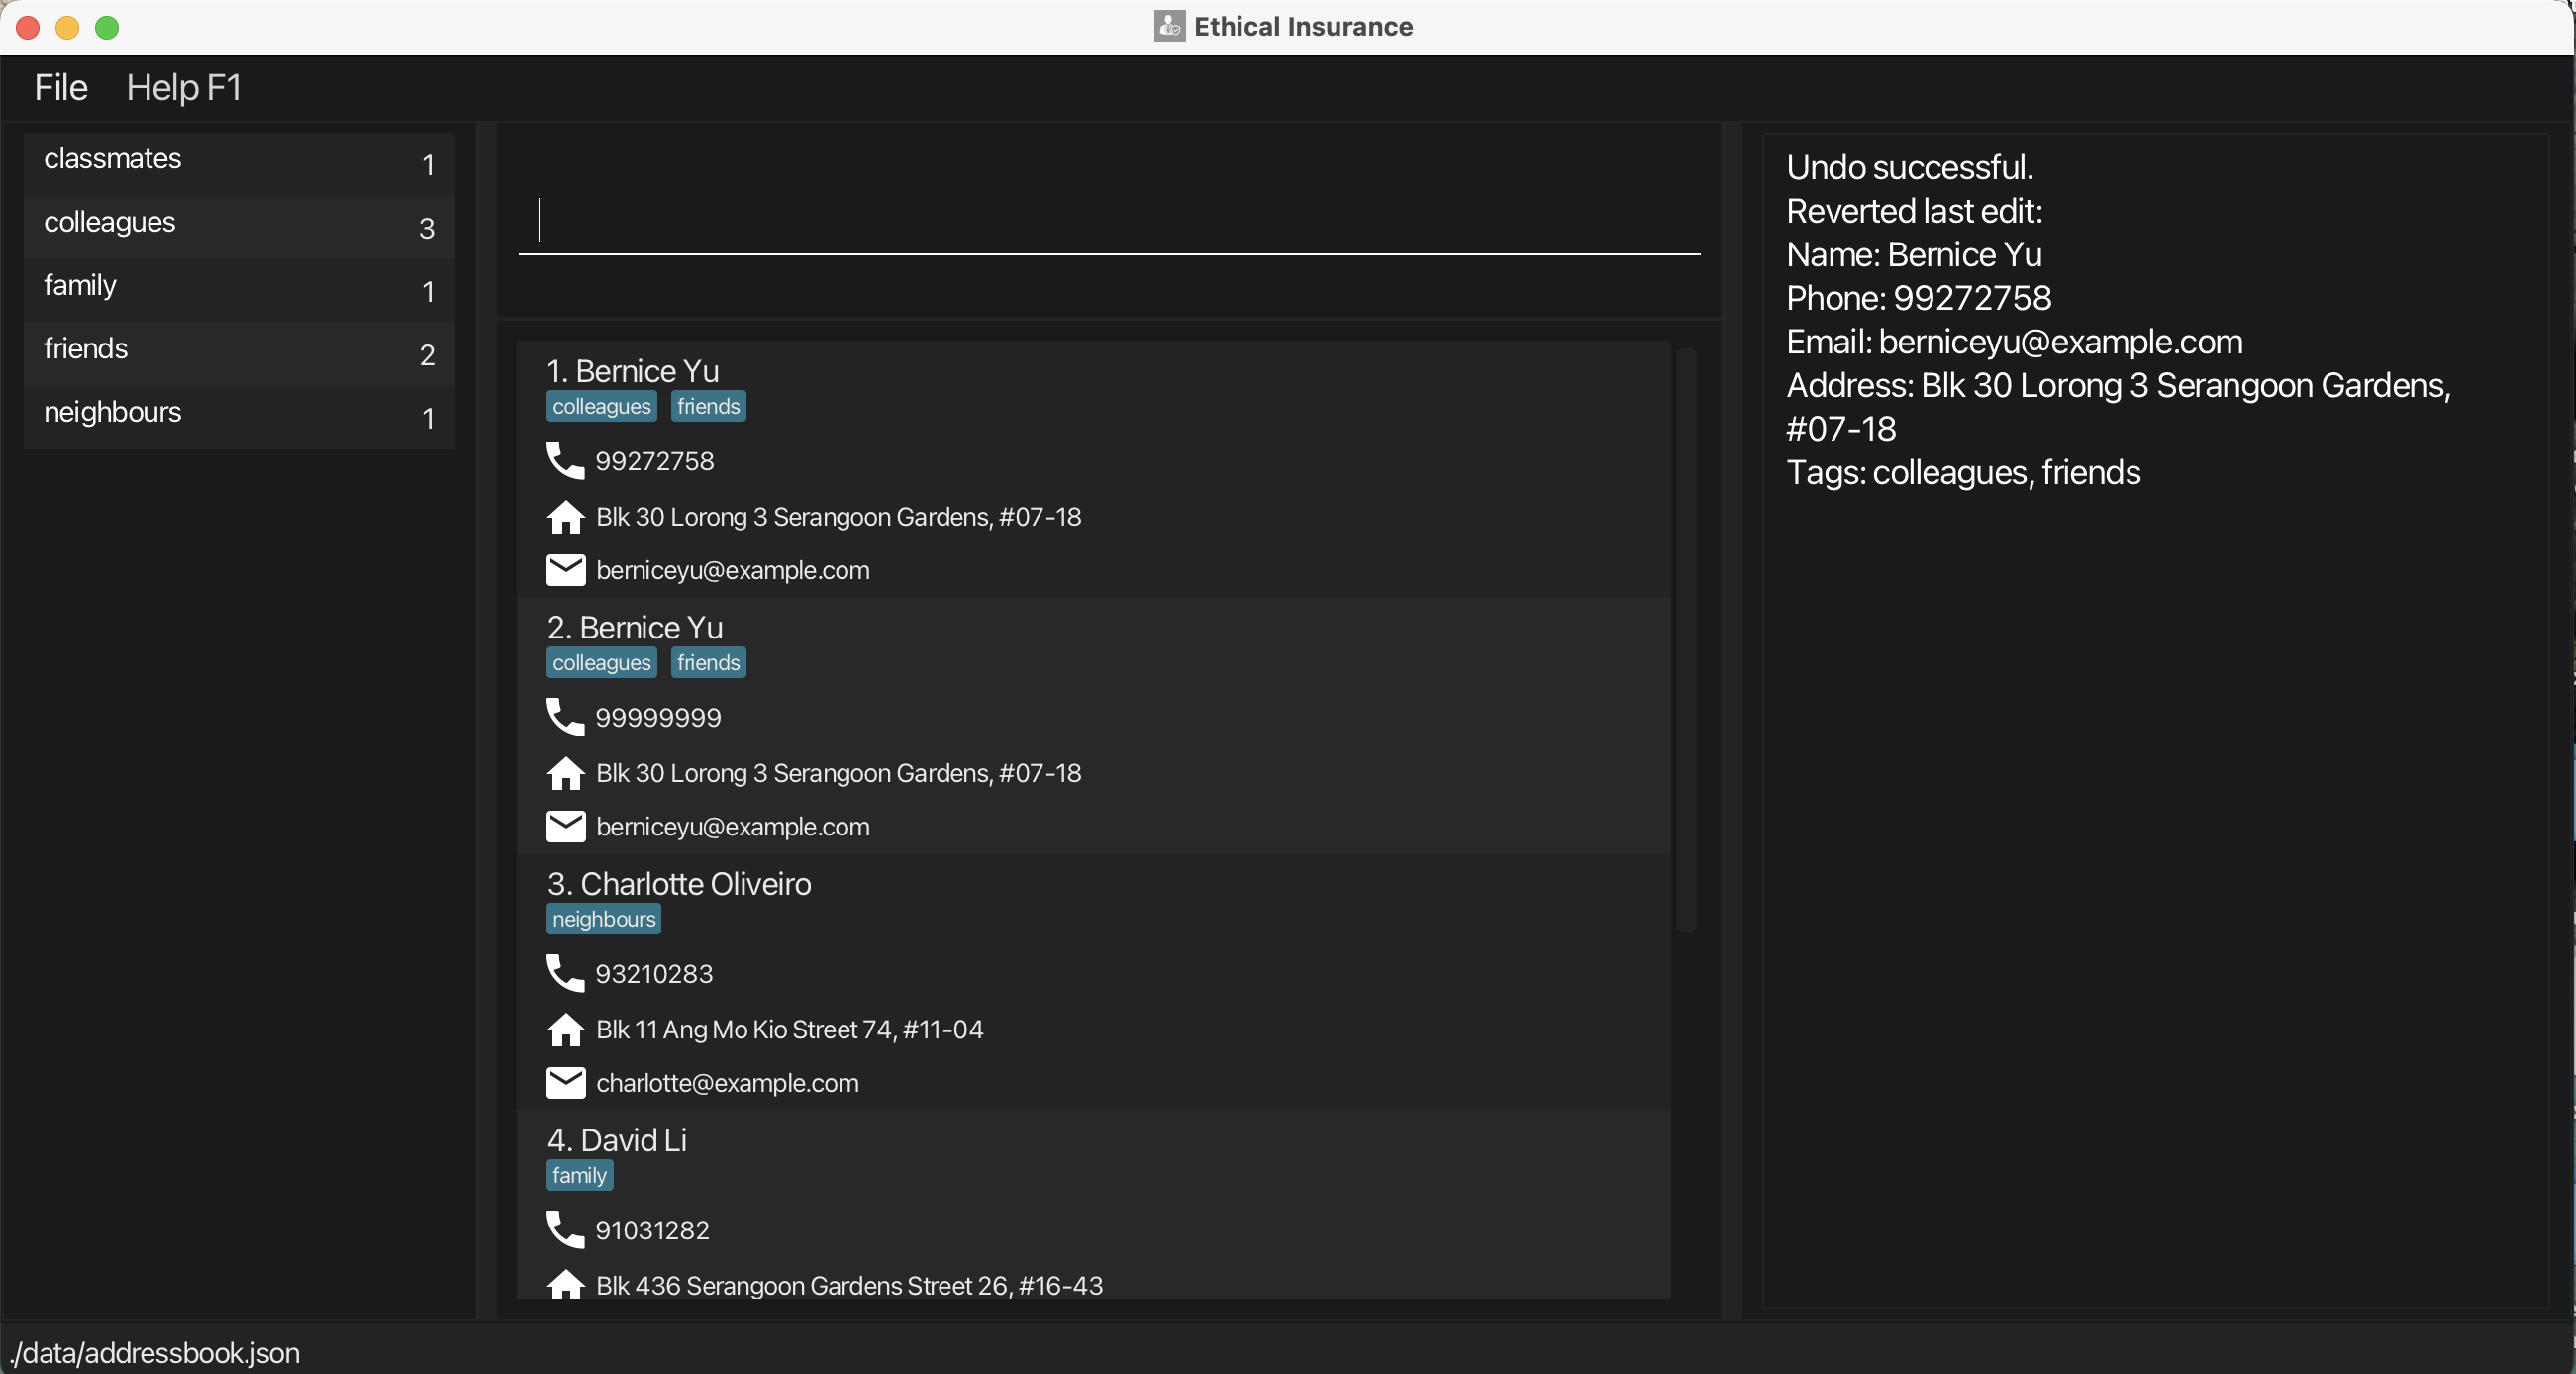 Ethical Insurance
File Help F1
classmates 1
colleagues 3
family 1
friends 2
neighbours 1
1. Bernice Yu
colleagues friends
99272758
Blk 30 Lorong 3 Serangoon Gardens, #07-18
berniceyu@example.com
2. Bernice Yu
colleagues friends
99999999
Blk 30 Lorong 3 Serangoon Gardens, #07-18
berniceyu@example.com
3. Charlotte Oliveiro
neighbours
93210283
Blk 11 Ang Mo Kio Street 74, #11-04
charlotte@example.com
4. David Li
family
91031282
Blk 436 Serangoon Gardens Street 26, #16-43
Undo successful.
Reverted last edit:
Name: Bernice Yu
Phone: 99272758
Email: berniceyu@example.com
Address: Blk 30 Lorong 3 Serangoon Gardens,
#07-18
Tags: colleagues, friends
./data/addressbook.json